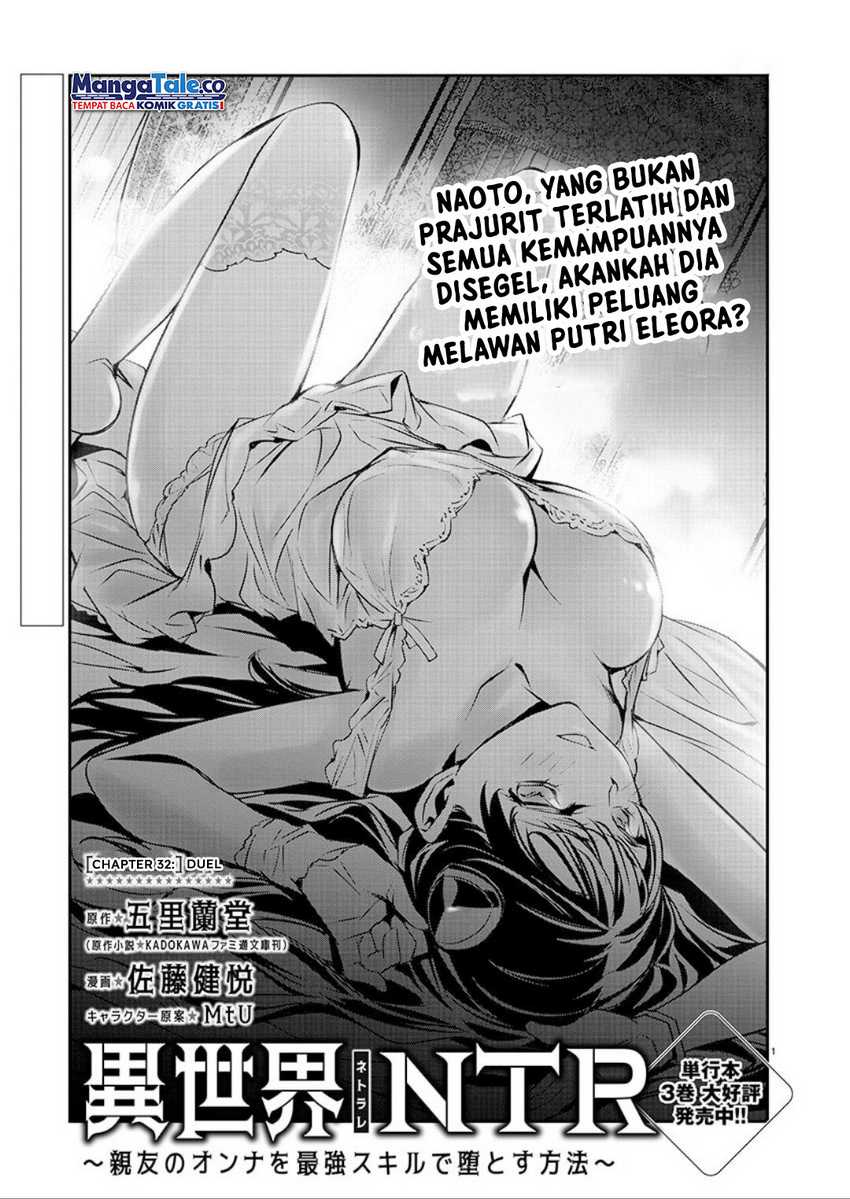 MangaTale.co
TEMPAT BACA KOMIK GRATIS!
NAOTO, YANG BUKAN
PRAJURIT TERLATIH DAN
SEMUA KEMAMPUANNYA
DISEGEL, AKANKAH DIA
MEMILIKI PELUANG
MELAWAN PUTRI ELEORA?
[CHAPTER 32:] DUEL
****************
原作★五里蘭堂
(原作小説★KADOKAWAファミ通文庫刊)
漫画★佐藤健悦
キャラクター原案★MtU
異世界NTR
ネトラレ
～親友のオンナを最強スキルで堕とす方法～
単行本
3巻 大好評
発売中!!
1